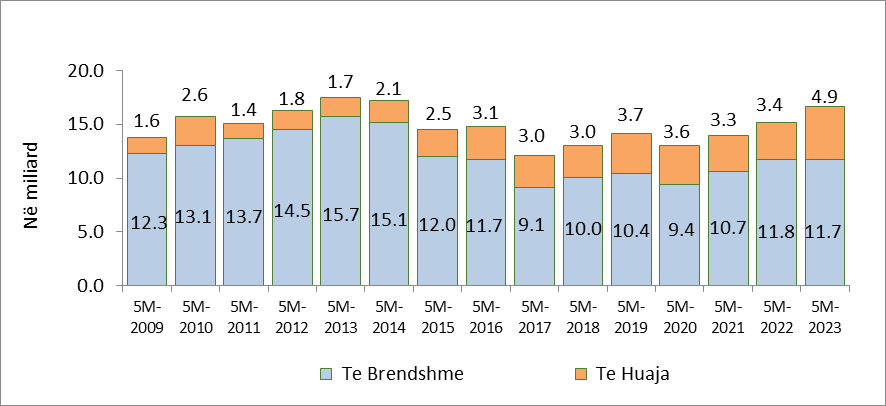 Në miliard
20.0
15.0
10.0
5.0
0.0
1.6 2.6 1.4 1.8 1.7 2.1 2.5 3.1 3.0 3.0 3.7 3.6 3.3 3.4 4.9
12.3 13.1 13.7 14.5 15.7 15.1 12.0 11.7 9.1 10.0 10.4 9.4 10.7 11.8 11.7
5M- 5M- 5M- 5M- 5M- 5M- 5M- 5M- 5M- 5M- 5M- 5M- 5M- 5M- 5M-
2009 2010 2011 2012 2013 2014 2015 2016 2017 2018 2019 2020 2021 2022 2023
Te Brendshme Te Huaja